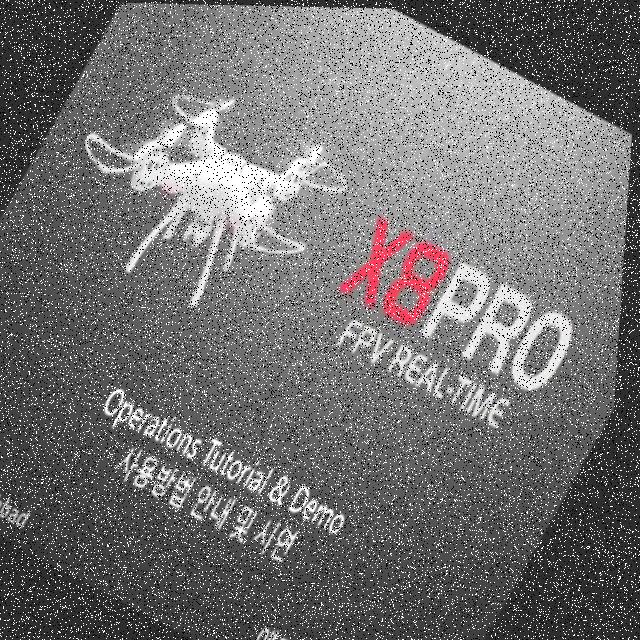 X8PRO
FPV REAL-TIME
Operations Tutorial & Demo
사용방법 안내 및 시연